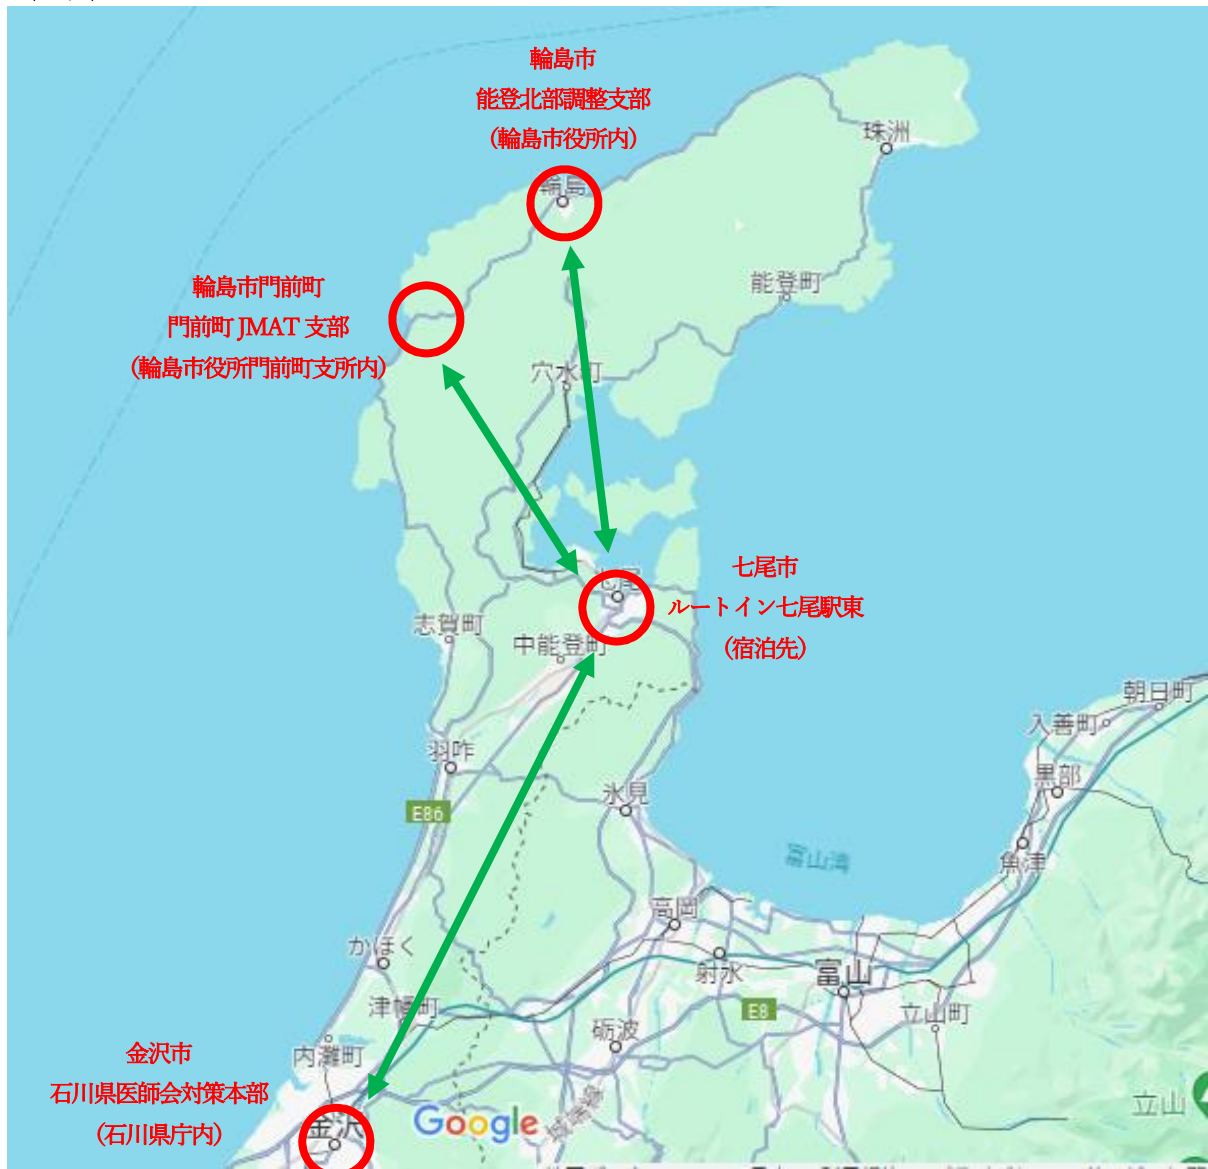 輪島市
能登北部調整支部
（輪島市役所内）
珠洲
輪島
輪島市門前町
門前町 JMAT 支部
（輪島市役所門前町支所内）
能登町
穴水町
七尾市
ルートイン七尾駅東
（宿泊先）
七尾
志賀町
中能登町
朝日町
入善町
羽咋
黒部
氷見
E86
魚津
富山湾
高岡
かほく
射水
富山
津幡町
E8
立山町
砺波
金沢市
石川県医師会対策本部
（石川県庁内）
内灘町
立山
金沢
Google